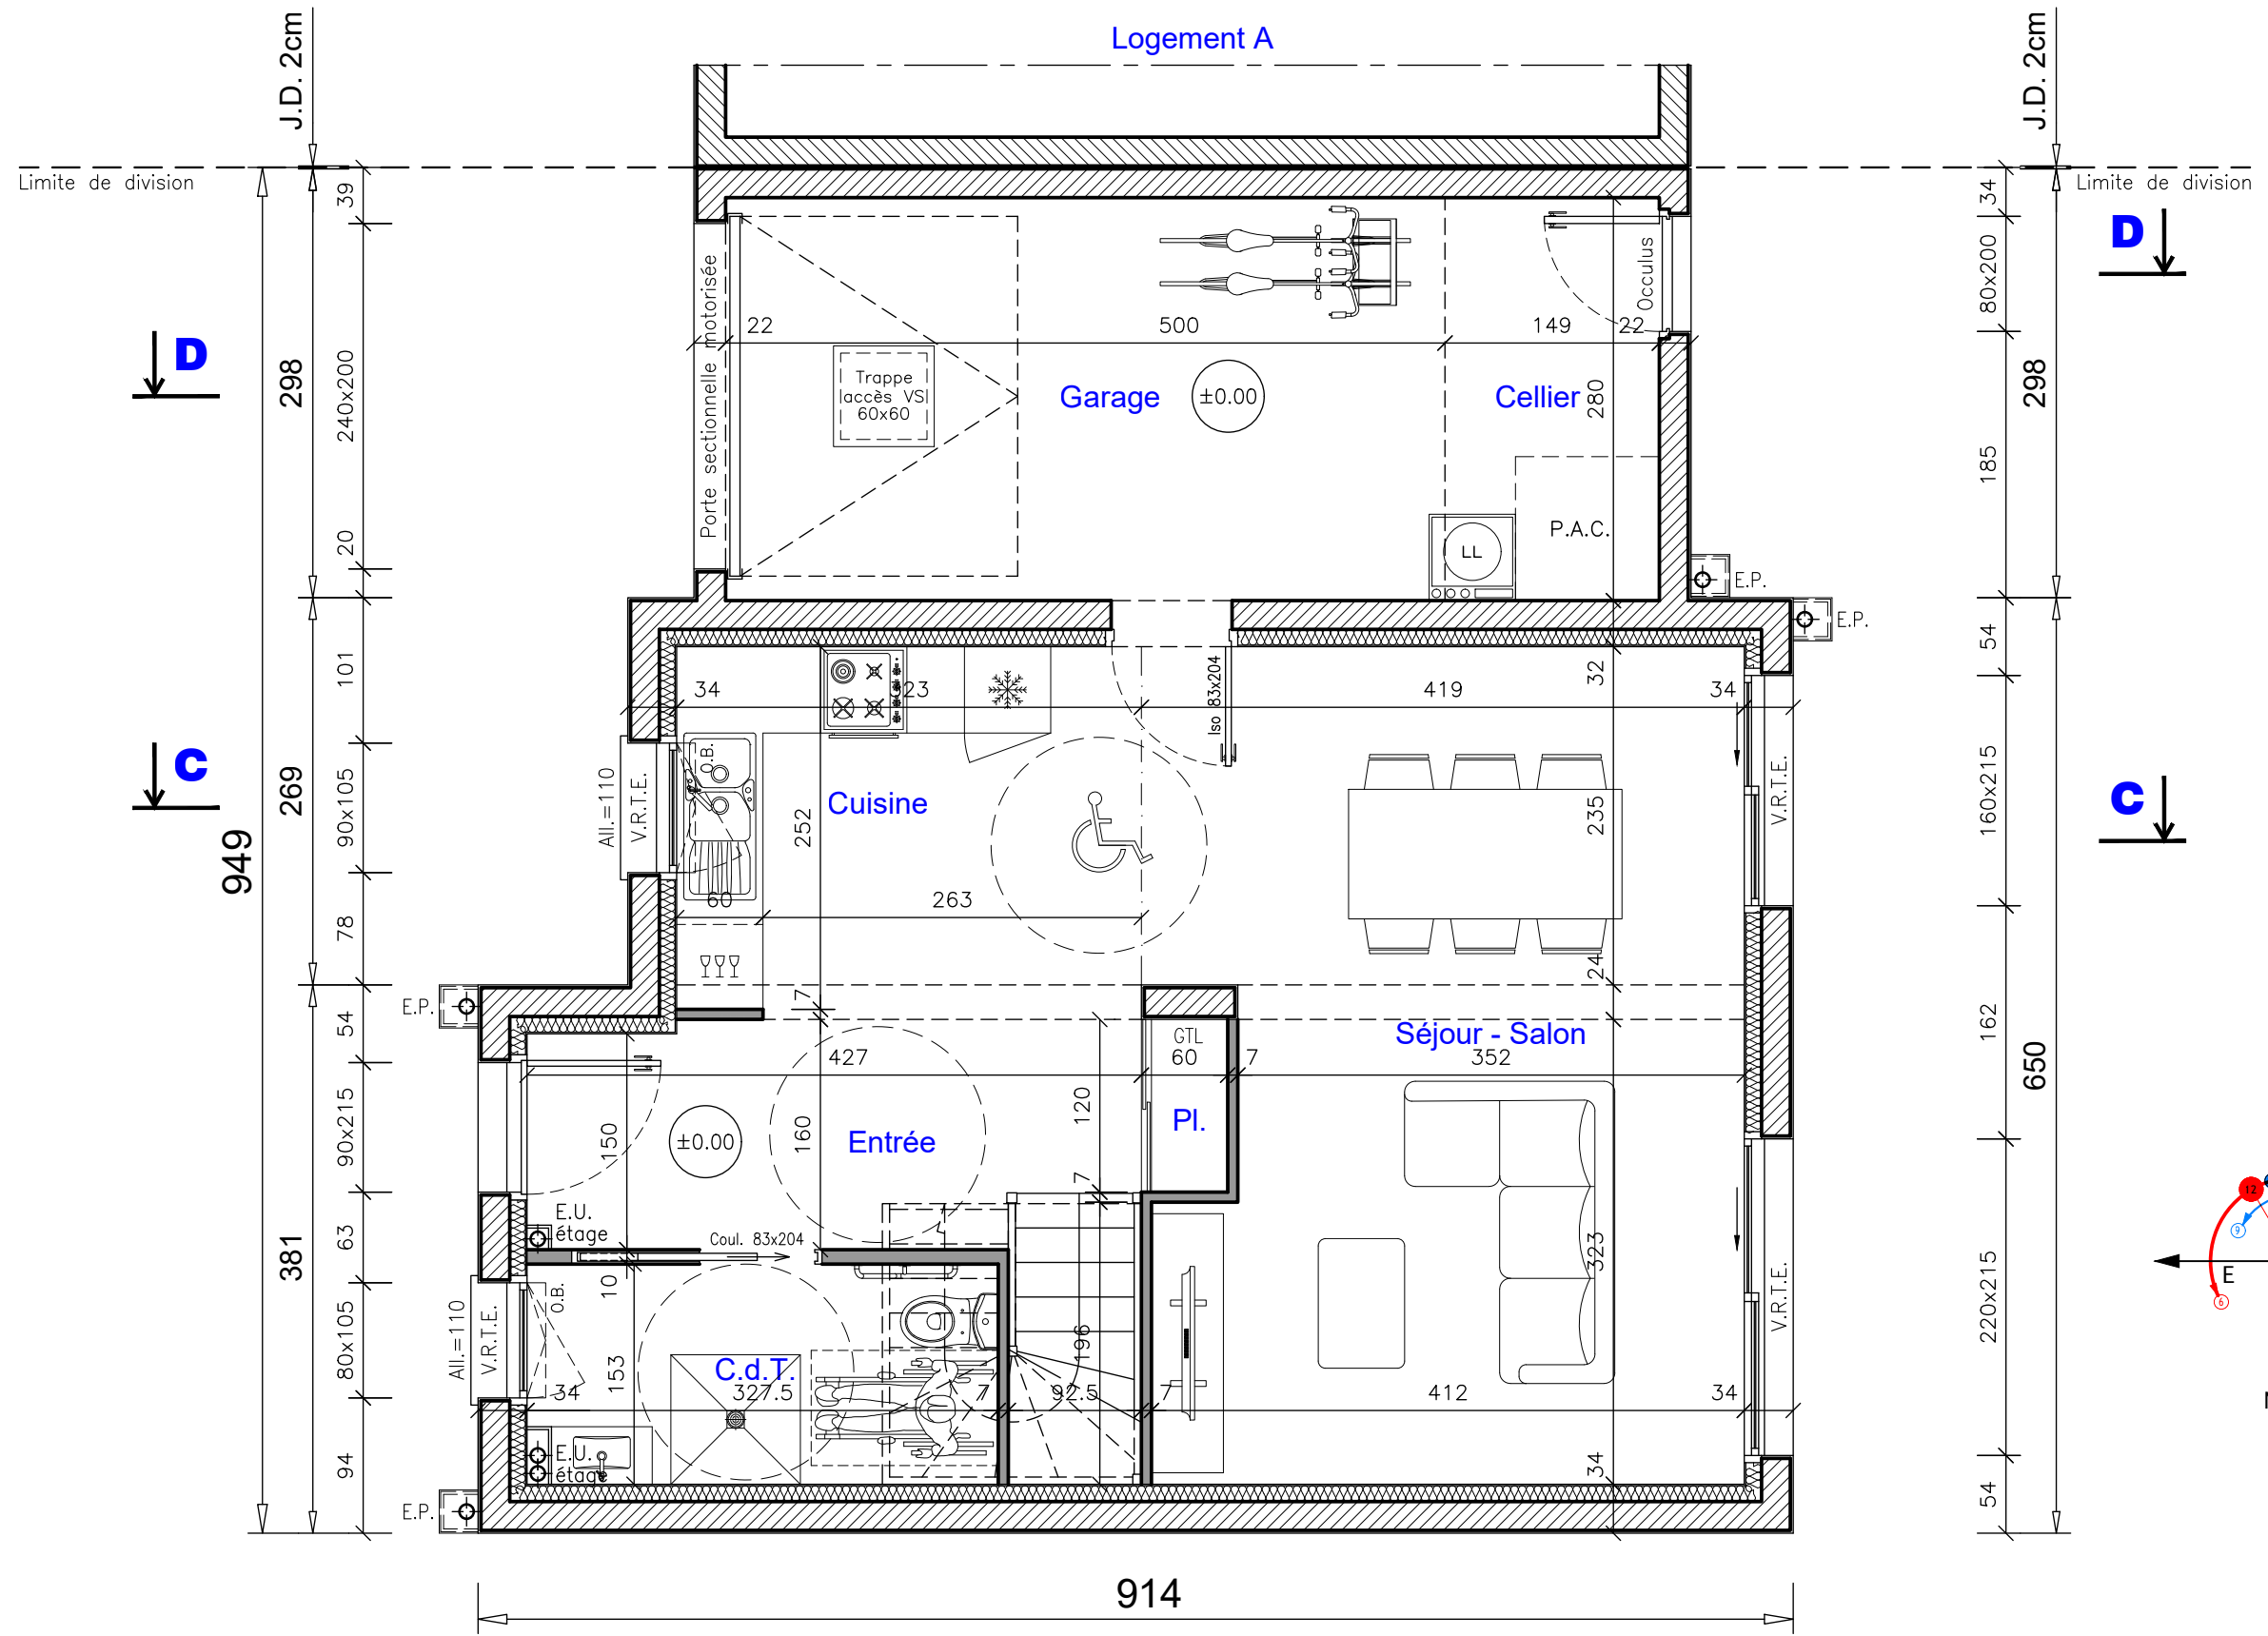 Logement A
J.D. 2cm
J.D. 2cm
Limite de division
Limite de division
39
34
D
D
Porte sectionnelle motorisée
Occulus
80x200
22
500
149
22
298
240x200
Trappe
accès VS
60x60
Garage
±0.00
Cellier
280
298
185
20
LL
P.A.C.
E.P.
E.P.
101
34
23
Iso 83x204
419
32
34
54
C
C
269
90x105
All.=110
V.R.T.E.
O.B.
Cuisine
252
235
V.R.T.E.
160x215
949
60
263
78
24
E.P.
7
54
GTL
Séjour - Salon
427
60
7
352
162
650
90x215
150
±0.00
160
Entrée
120
Pl.
7
12
9
E.U.
étage
Coul. 83x204
63
381
10
323
E
6
80x105
All.=110
V.R.T.E.
O.B.
153
C.d.T.
196
V.R.T.E.
220x215
34
327.5
7
92.5
7
412
34
94
E.U.
étage
34
54
E.P.
914